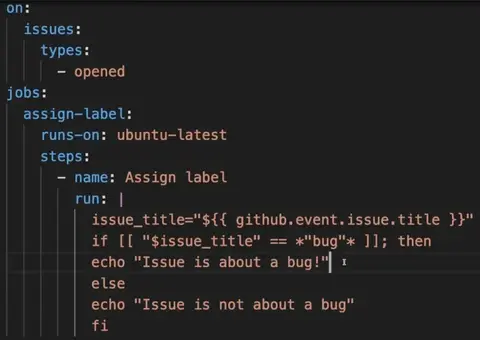 on:
  issues:
    types:
      - opened
jobs:
  assign-label:
    runs-on: ubuntu-latest
    steps:
      - name: Assign label
        run: |
          issue_title="${{ github.event.issue.title }}"
          if [[ "$issue_title" == *"bug"* ]]; then
          echo "Issue is about a bug!"
          else
          echo "Issue is not about a bug"
          fi